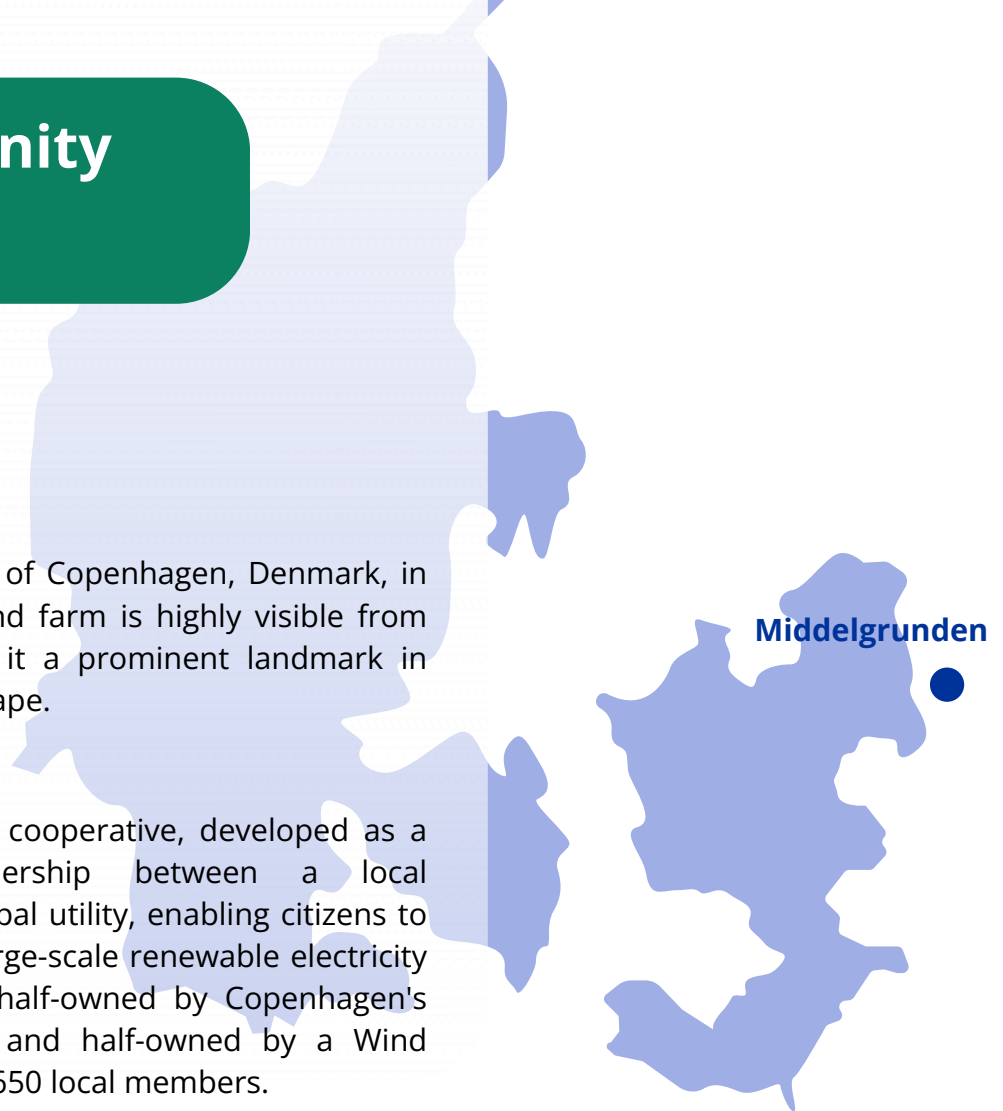 nity
of Copenhagen, Denmark, in
nd farm is highly visible from
it a prominent landmark in
ape.
Middelgrunden
cooperative, developed as a
ership between a local
pal utility, enabling citizens to
rge-scale renewable electricity
half-owned by Copenhagen's
and half-owned by a Wind
650 local members.